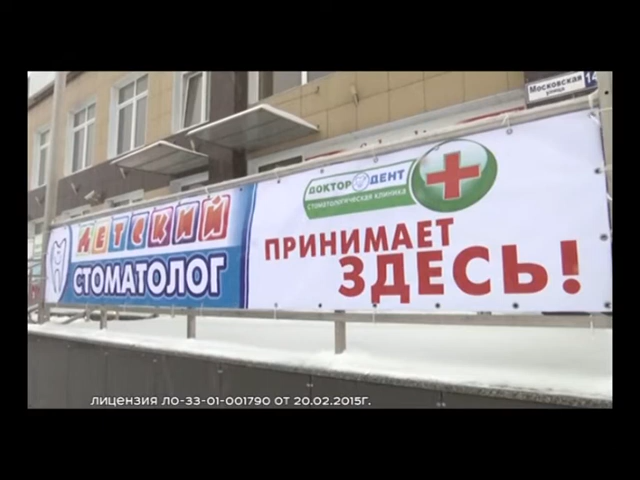 Московская 14
улица
ДЕТСКИЙ
СТОМАТОЛОГ
ДОКТОР ДЕНТ
СТОМАТОЛОГИЧЕСКАЯ КЛИНИКА
ПРИНИМАЕТ
ЗДЕСЬ!
ЛИЦЕНЗИЯ ЛО-33-01-001790 ОТ 20.02.2015Г.